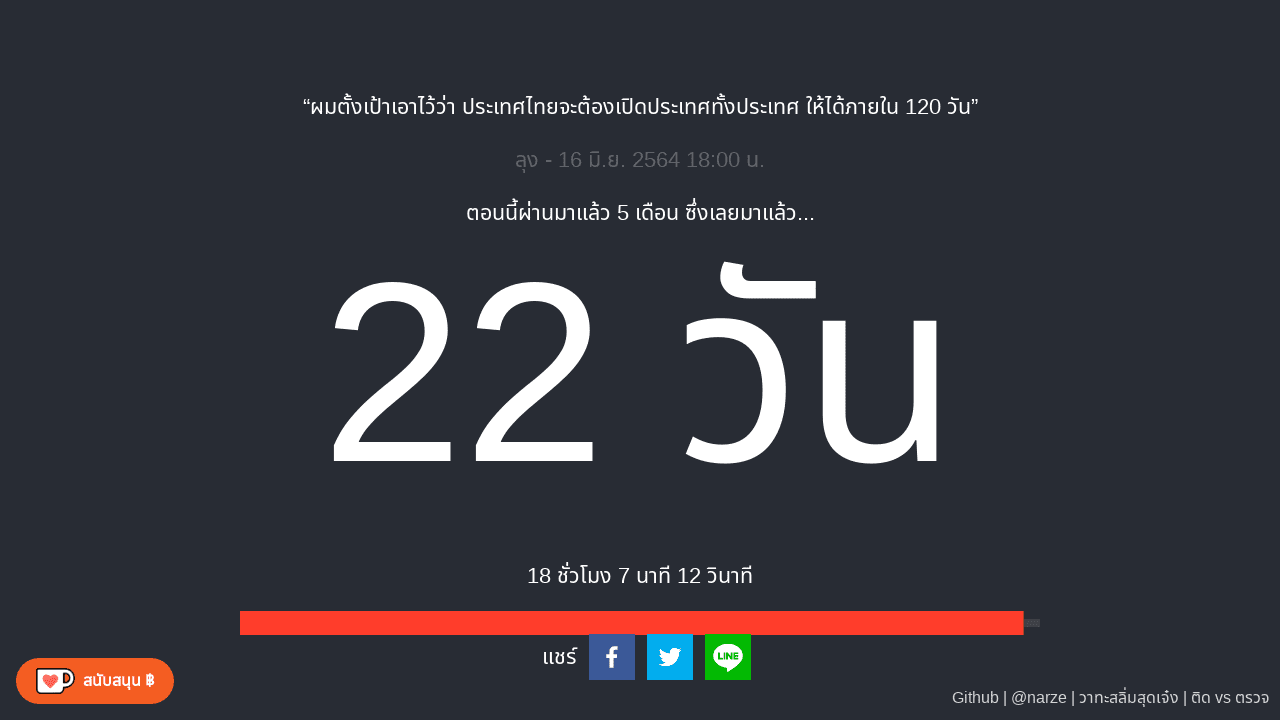 “ผมตั้งเป้าเอาไว้ว่า ประเทศไทยจะต้องเปิดประเทศทั้งประเทศ ให้ได้ภายใน 120 วัน”
ลุง - 16 มิ.ย. 2564 18:00 น.
ตอนนี้ผ่านมาแล้ว 5 เดือน ซึ่งเลยมาแล้ว...
22 วัน
18 ชั่วโมง 7 นาที 12 วินาที
แชร์
LINE
สนับสนุน ฿
Github | @narze | วาทะสลิ่มสุดเจ๋ง | ติด vs ตรวจ